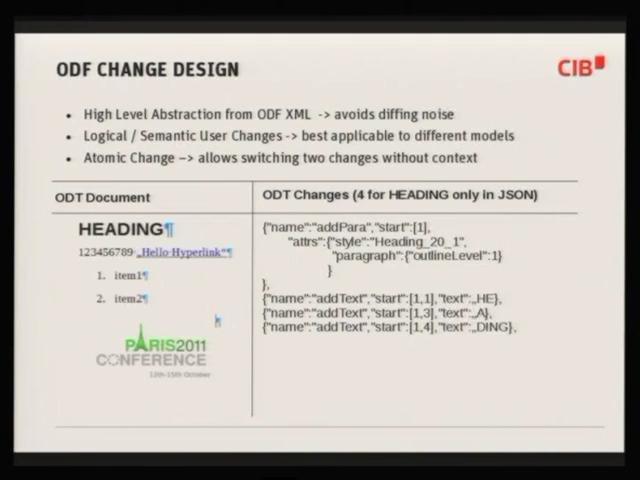 ODF CHANGE DESIGN
CIB
• High Level Abstraction from ODF XML -> avoids diffing noise
• Logical / Semantic User Changes -> best applicable to different models
• Atomic Change –> allows switching two changes without context
ODT Document
ODT Changes (4 for HEADING only in JSON)
HEADING¶
123456789·„Hello·Hyperlink“¶
1. item1¶
2. item2¶
¶
PARIS2011
CONFERENCE
12th-15th October
{"name":"addPara","start":[1],
"attrs":{"style":"Heading_20_1",
"paragraph":{"outlineLevel":1}
}
},
{"name":"addText","start":[1,1],"text":„HE},
{"name":"addText","start":[1,3],"text":„A},
{"name":"addText","start":[1,4],"text":„DING},